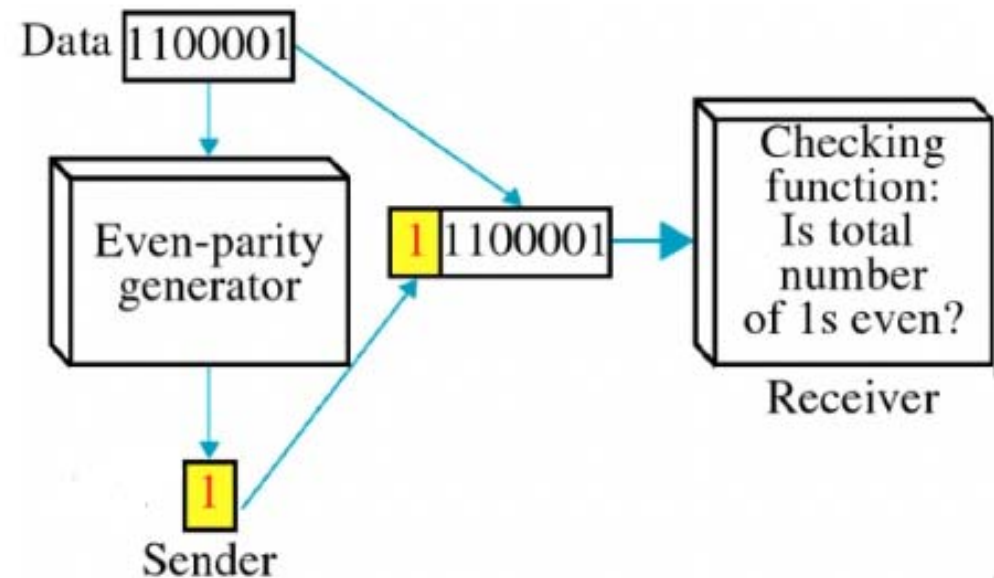 Data 1100001
Even-parity
generator
1
Sender
1 1100001
Checking
function:
Is total
number
of 1s even?
Receiver